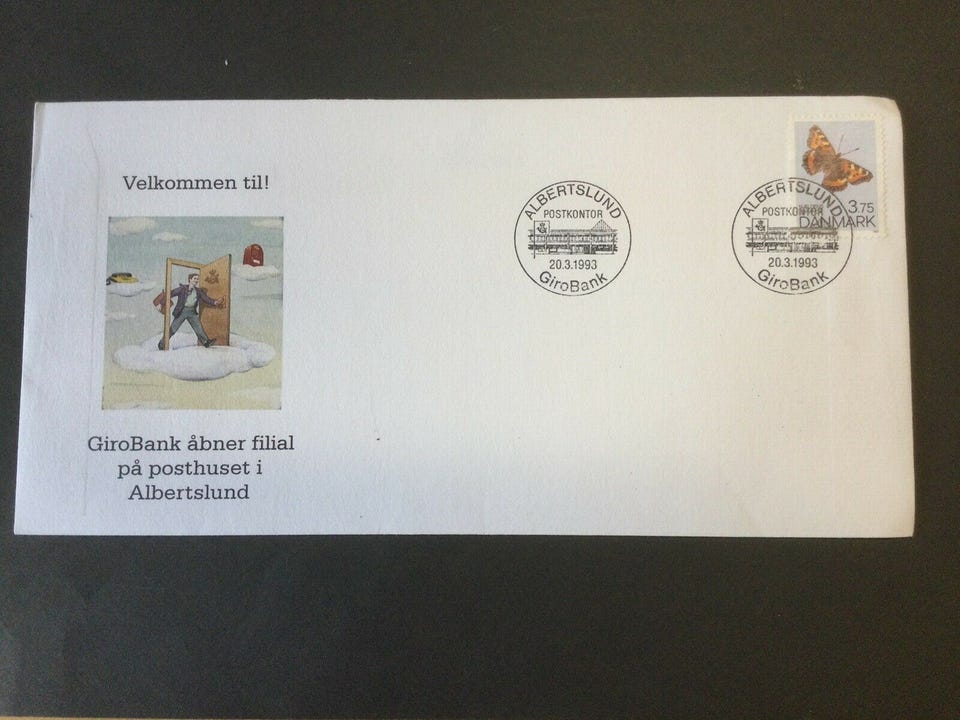 Velkommen til!
GiroBank åbner filial
på posthuset i
Albertslund
ALBERTSLUND
POSTKONTOR
20.3.1993
GiroBank
ALBERTSLUND
POSTKONTOR
20.3.1993
GiroBank
3.75
DANMARK